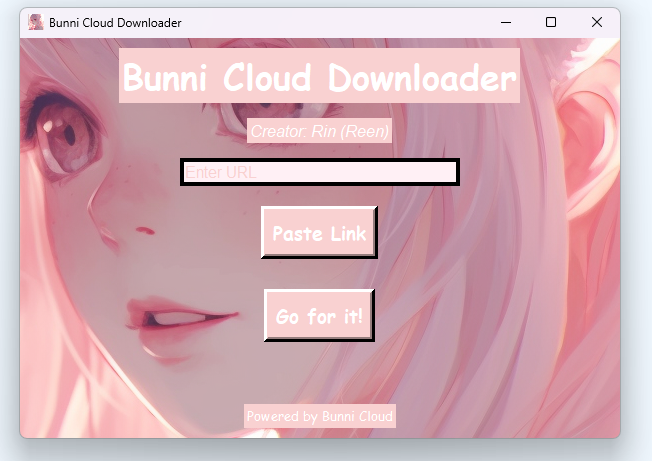 Bunni Cloud Downloader
Bunni Cloud Downloader
Creator: Rin (Reen)
Enter URL
Paste Link
Go for it!
Powered by Bunni Cloud